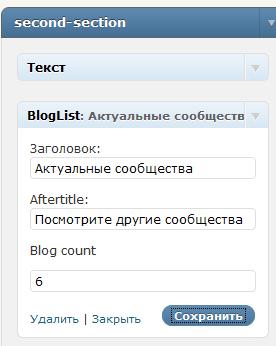 second-section
Текст
BlogList: Актуальные сообществ
Заголовок:
Актуальные сообщества
Aftertitle:
Посмотрите другие сообщества
Blog count
6
Удалить | Закрыть Сохранить